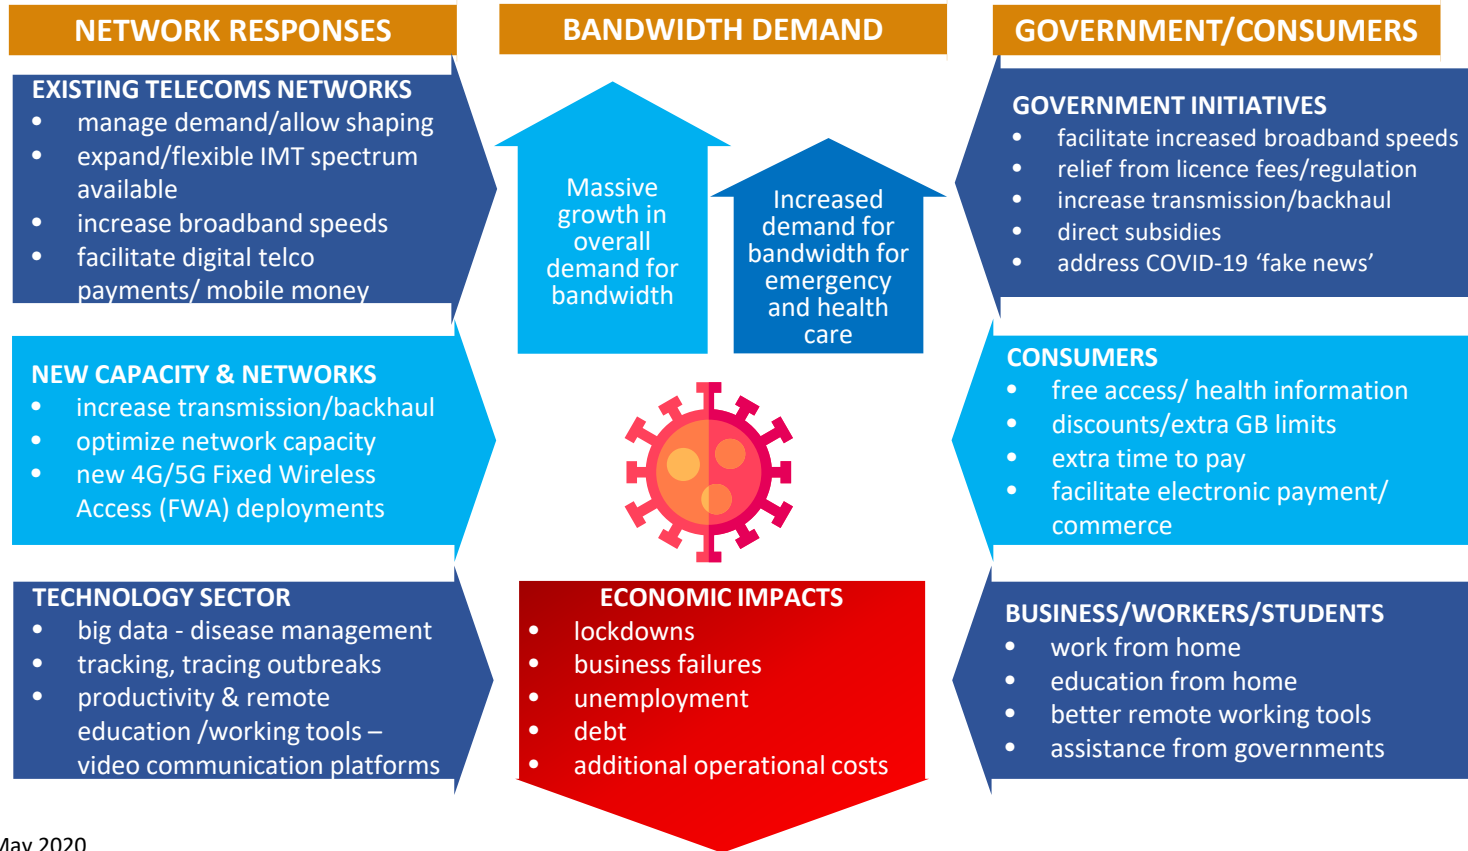 NETWORK RESPONSES
EXISTING TELECOMS NETWORKS
• manage demand/allow shaping
• expand/flexible IMT spectrum
available
• increase broadband speeds
• facilitate digital telco
payments/ mobile money
NEW CAPACITY & NETWORKS
• increase transmission/backhaul
• optimize network capacity
• new 4G/5G Fixed Wireless
Access (FWA) deployments
TECHNOLOGY SECTOR
• big data - disease management
• tracking, tracing outbreaks
• productivity & remote
education /working tools –
video communication platforms
BANDWIDTH DEMAND
Massive
growth in
overall
demand for
bandwidth
Increased
demand for
bandwidth for
emergency
and health
care
ECONOMIC IMPACTS
• lockdowns
• business failures
• unemployment
• debt
• additional operational costs
GOVERNMENT/CONSUMERS
GOVERNMENT INITIATIVES
• facilitate increased broadband speeds
• relief from licence fees/regulation
• increase transmission/backhaul
• direct subsidies
• address COVID-19 ‘fake news’
CONSUMERS
• free access/ health information
• discounts/extra GB limits
• extra time to pay
• facilitate electronic payment/
commerce
BUSINESS/WORKERS/STUDENTS
• work from home
• education from home
• better remote working tools
• assistance from governments
May 2020